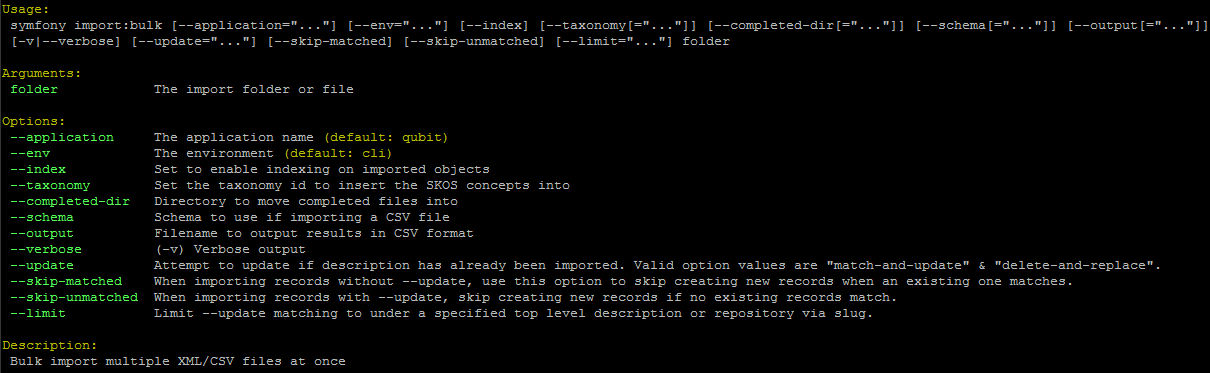 Usage:
symfony import:bulk [--application="..."] [--env="..."] [--index] [--taxonomy[="..."]] [--completed-dir[="..."]] [--schema[="..."]] [--output[="..."]]
[-v|--verbose] [--update="..."] [--skip-matched] [--skip-unmatched] [--limit="..."] folder
Arguments:
folder The import folder or file
Options:
--application The application name (default: qubit)
--env The environment (default: cli)
--index Set to enable indexing on imported objects
--taxonomy Set the taxonomy id to insert the SKOS concepts into
--completed-dir Directory to move completed files into
--schema Schema to use if importing a CSV file
--output Filename to output results in CSV format
--verbose (-v) Verbose output
--update Attempt to update if description has already been imported. Valid option values are "match-and-update" & "delete-and-replace".
--skip-matched When importing records without --update, use this option to skip creating new records when an existing one matches.
--skip-unmatched When importing records with --update, skip creating new records if no existing records match.
--limit Limit --update matching to under a specified top level description or repository via slug.
Description:
Bulk import multiple XML/CSV files at once